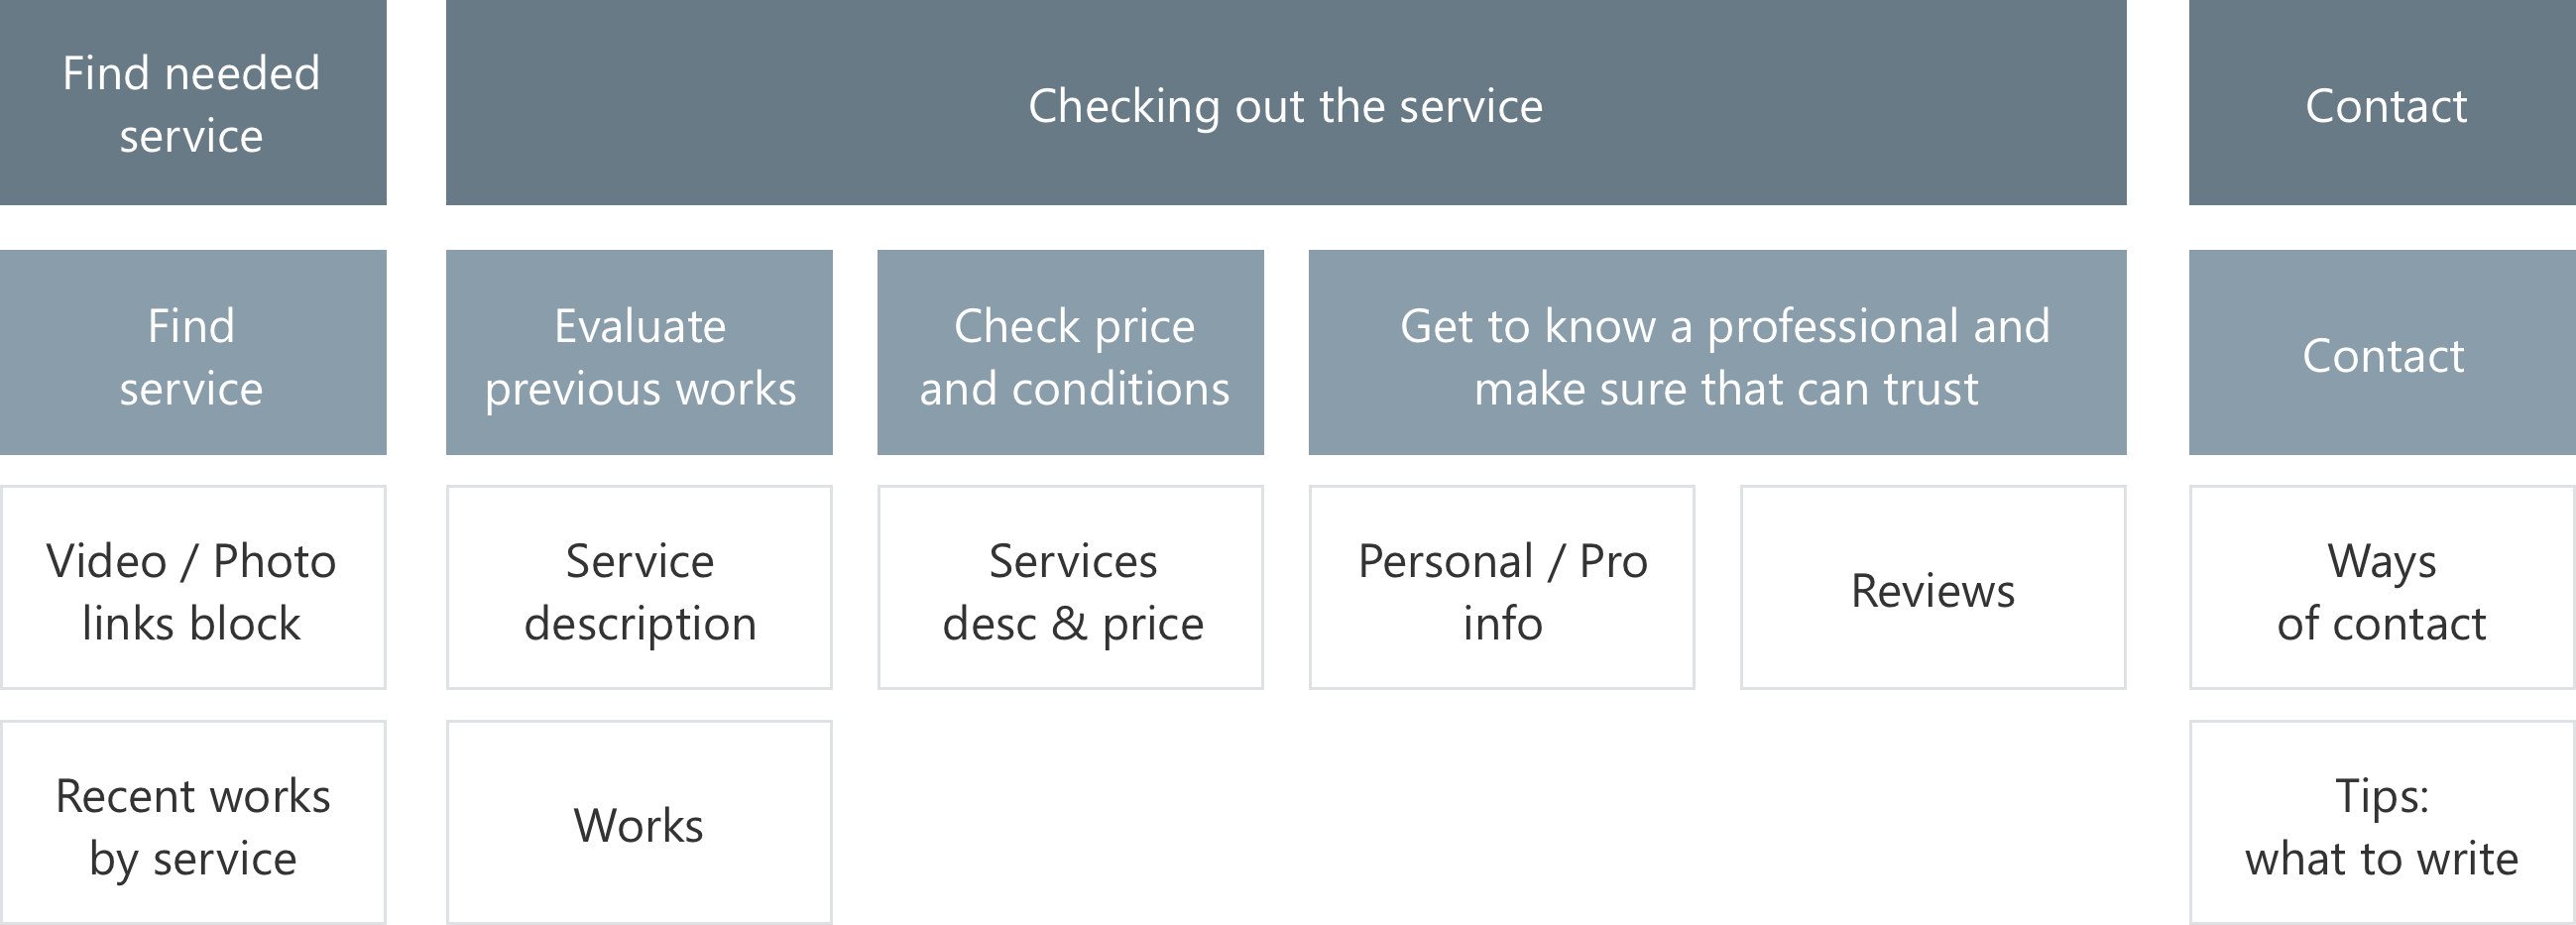 Find needed
service
Checking out the service
Contact
Find
service
Evaluate
previous works
Check price
and conditions
Get to know a professional and
make sure that can trust
Contact
Video / Photo
links block
Service
description
Services
desc & price
Personal / Pro
info
Reviews
Ways
of contact
Recent works
by service
Works
Tips:
what to write